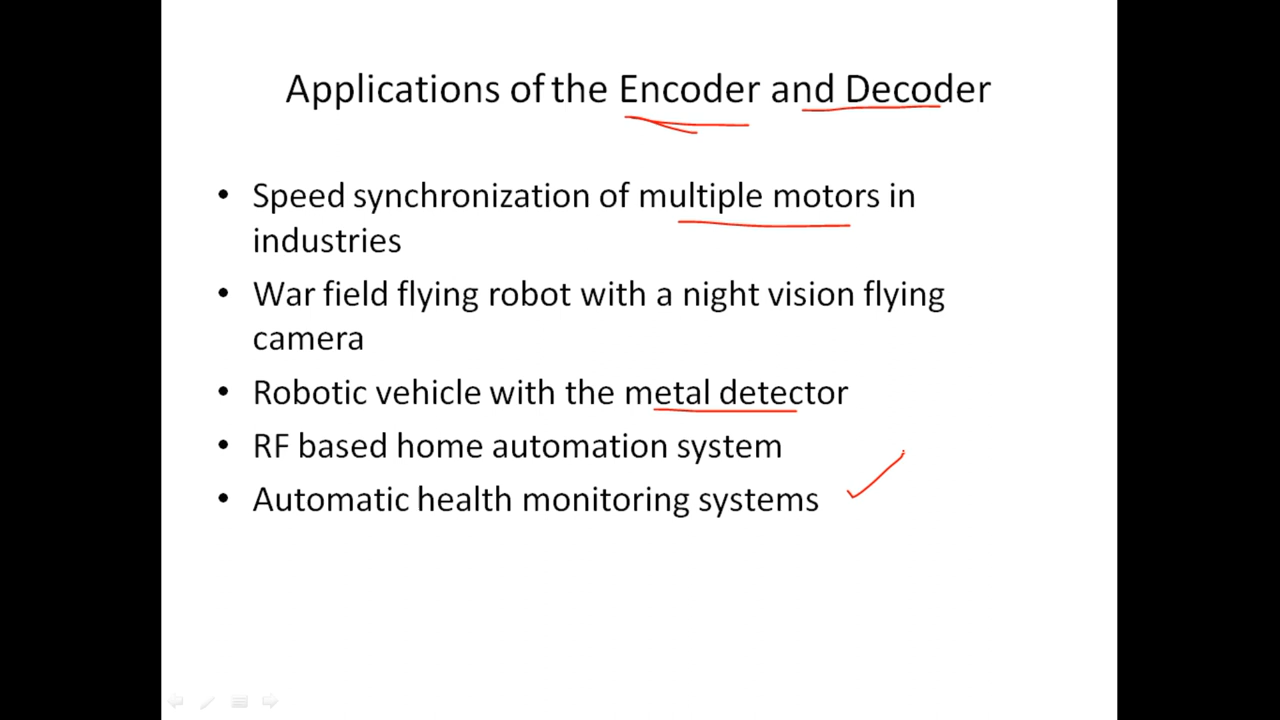 Applications of the Encoder and Decoder
• Speed synchronization of multiple motors in
industries
• War field flying robot with a night vision flying
camera
• Robotic vehicle with the metal detector
• RF based home automation system
• Automatic health monitoring systems